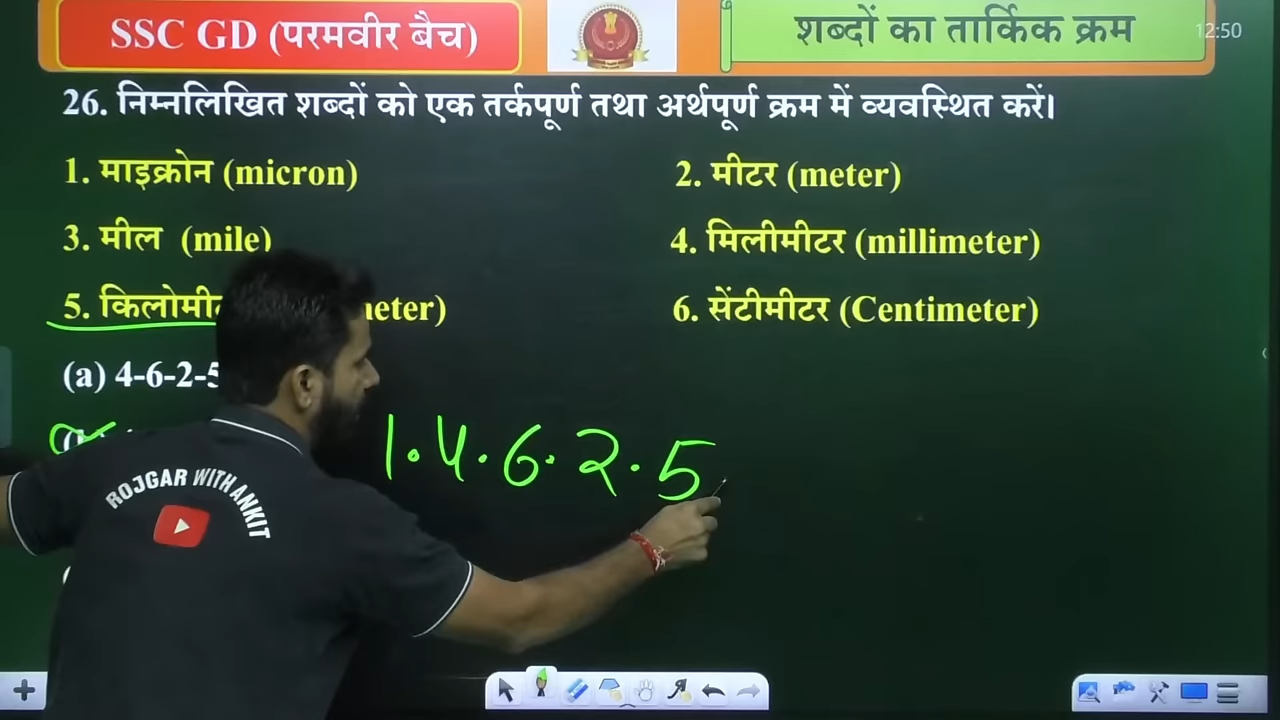 SSC GD (परमवीर बैच)
शब्दों का तार्किक क्रम
12:50
26. निम्नलिखित शब्दों को एक तर्कपूर्ण तथा अर्थपूर्ण क्रम में व्यवस्थित करें।
1. माइक्रोन (micron)
2. मीटर (meter)
3. मील (mile)
4. मिलीमीटर (millimeter)
5. किलोमी eter)
6. सेंटीमीटर (Centimeter)
(a) 4-6-2-5
1.4.6.2.5
ROJGAR WITH ANKIT